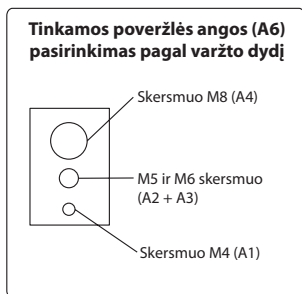 Tinkamos poveržlės angos (A6)
pasirinkimas pagal varžto dydį
Skersmuo M8 (A4)
M5 ir M6 skersmuo
(A2 + A3)
Skersmuo M4 (A1)